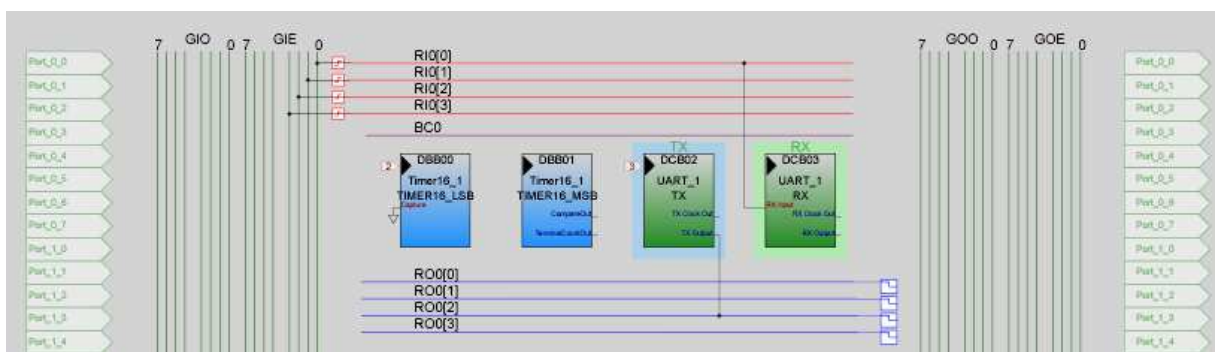 7 GIO 0 7 GIE 0
7 GOO 0 7 GOE 0
RI0[0]
RI0[1]
RI0[2]
RI0[3]
BC0
Port_0_0
Port_0_1
Port_0_2
Port_0_3
Port_0_4
Port_0_5
Port_0_6
Port_0_7
Port_1_0
Port_1_1
Port_1_2
Port_1_3
Port_1_4
2
DBB00
Timer16_1
TIMER16_LSB
Capture
DBB01
Timer16_1
TIMER16_MSB
CompareOut
TerminalCountOut
TX
3
DCB02
UART_1
TX
TX Clock Out
TX Output
RX
DCB03
UART_1
RX
RX Input
RX Clock Out
RX Output
RO0[0]
RO0[1]
RO0[2]
RO0[3]
Port_0_0
Port_0_1
Port_0_2
Port_0_3
Port_0_4
Port_0_5
Port_0_6
Port_0_7
Port_1_0
Port_1_1
Port_1_2
Port_1_3
Port_1_4